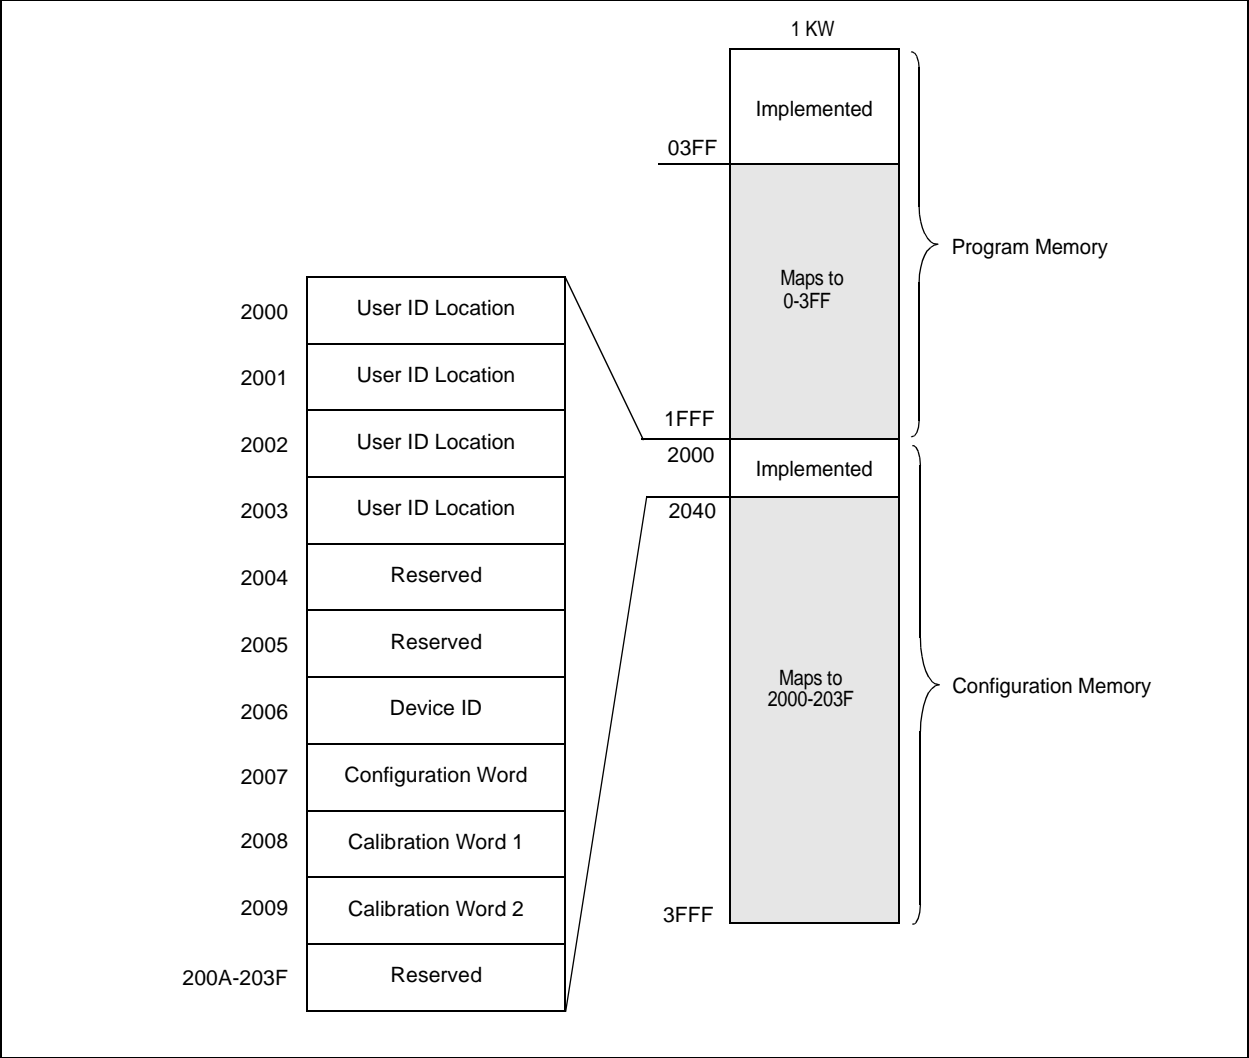 1 KW
Implemented
03FF
Maps to
0-3FF
Program Memory
1FFF
2000
Implemented
2040
Maps to
2000-203F
Configuration Memory
3FFF
2000 User ID Location
2001 User ID Location
2002 User ID Location
2003 User ID Location
2004 Reserved
2005 Reserved
2006 Device ID
2007 Configuration Word
2008 Calibration Word 1
2009 Calibration Word 2
200A-203F Reserved